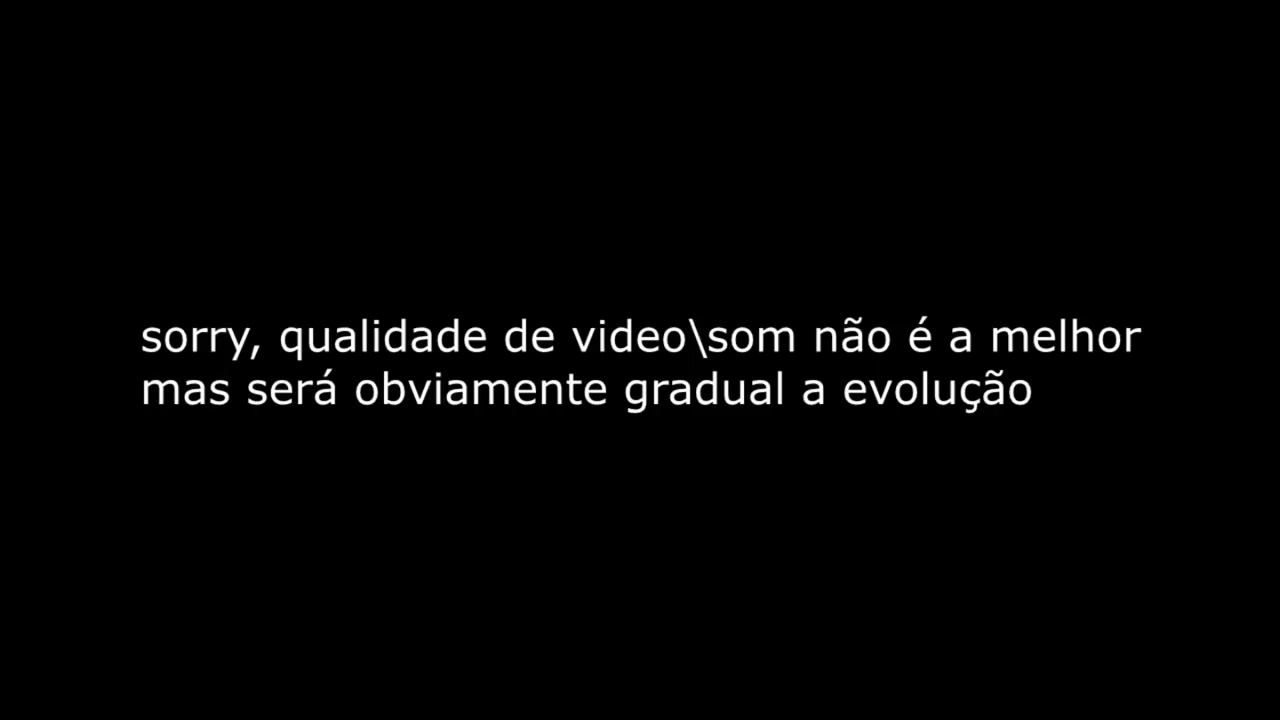 sorry, qualidade de video\som não é a melhor
mas será obviamente gradual a evolução